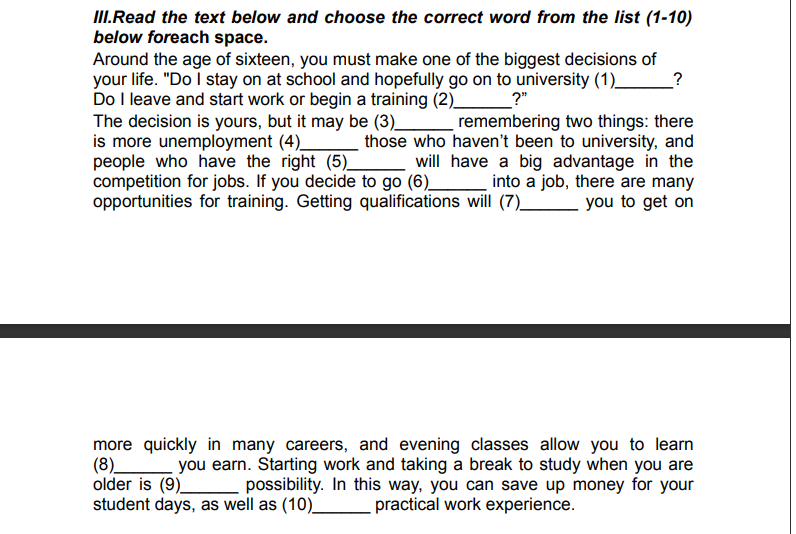 III.Read the text below and choose the correct word from the list (1-10)
below foreach space.
Around the age of sixteen, you must make one of the biggest decisions of
your life. "Do I stay on at school and hopefully go on to university (1)______?
Do I leave and start work or begin a training (2)______?”
The decision is yours, but it may be (3)______ remembering two things: there
is more unemployment (4)______ those who haven’t been to university, and
people who have the right (5)______ will have a big advantage in the
competition for jobs. If you decide to go (6)______ into a job, there are many
opportunities for training. Getting qualifications will (7)______ you to get on
more quickly in many careers, and evening classes allow you to learn
(8)______ you earn. Starting work and taking a break to study when you are
older is (9)______ possibility. In this way, you can save up money for your
student days, as well as (10)______ practical work experience.